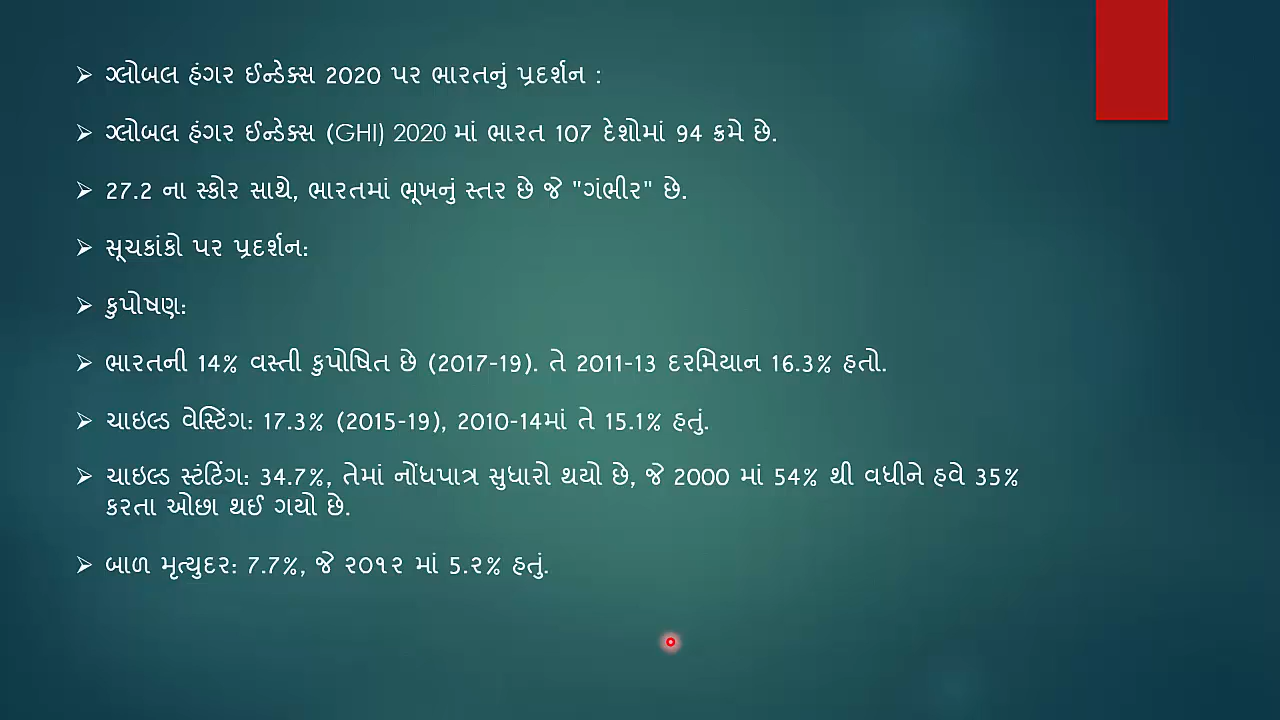 ગ્લોબલ હંગર ઈન્ડેક્સ 2020 પર ભારતનું પ્રદર્શન :
ગ્લોબલ હંગર ઈન્ડેક્સ (GHI) 2020 માં ભારત 107 દેશોમાં 94 ક્રમે છે.
27.2 ના સ્કોર સાથે, ભારતમાં ભૂખનું સ્તર છે જે "ગંભીર" છે.
સૂચકાંકો પર પ્રદર્શન:
કુપોષણ:
ભારતની 14% વસ્તી કુપોષિત છે (2017-19). તે 2011-13 દરમિયાન 16.3% હતો.
ચાઇલ્ડ વેસ્ટિંગ: 17.3% (2015-19), 2010-14માં તે 15.1% હતું.
ચાઈલ્ડ સ્ટંટિંગ: 34.7%, તેમાં નોંધપાત્ર સુધારો થયો છે, જે 2000 માં 54% થી વધીને હવે 35%
કરતા ઓછા થઈ ગયો છે.
બાળ મૃત્યુદર: 7.7%, જે ૨૦૧૨ માં 5.૨% હતું.